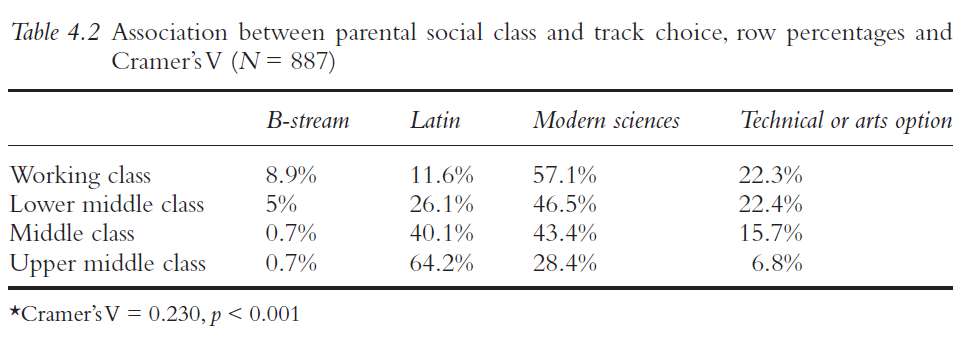 Table 4.2 Association between parental social class and track choice, row percentages and
Cramer's V (N = 887)
B-stream Latin Modern sciences Technical or arts option
Working class 8.9% 11.6% 57.1% 22.3%
Lower middle class 5% 26.1% 46.5% 22.4%
Middle class 0.7% 40.1% 43.4% 15.7%
Upper middle class 0.7% 64.2% 28.4% 6.8%
★Cramer's V = 0.230, p < 0.001